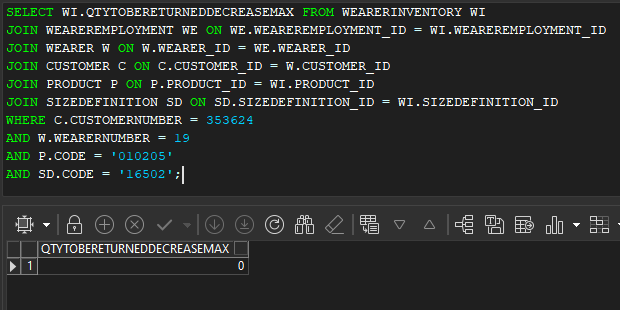 SELECT WI.QTYTOBERETURNEDDECREASEMAX FROM WEARERINVENTORY WI
JOIN WEAREREMPLOYMENT WE ON WE.WEAREREMPLOYMENT_ID = WI.WEAREREMPLOYMENT_ID
JOIN WEARER W ON W.WEARER_ID = WE.WEARER_ID
JOIN CUSTOMER C ON C.CUSTOMER_ID = W.CUSTOMER_ID
JOIN PRODUCT P ON P.PRODUCT_ID = WI.PRODUCT_ID
JOIN SIZEDEFINITION SD ON SD.SIZEDEFINITION_ID = WI.SIZEDEFINITION_ID
WHERE C.CUSTOMERNUMBER = 353624
AND W.WEARERNUMBER = 19
AND P.CODE = '010205'
AND SD.CODE = '16502';
QTYTOBERETURNEDDECREASEMAX
1 0